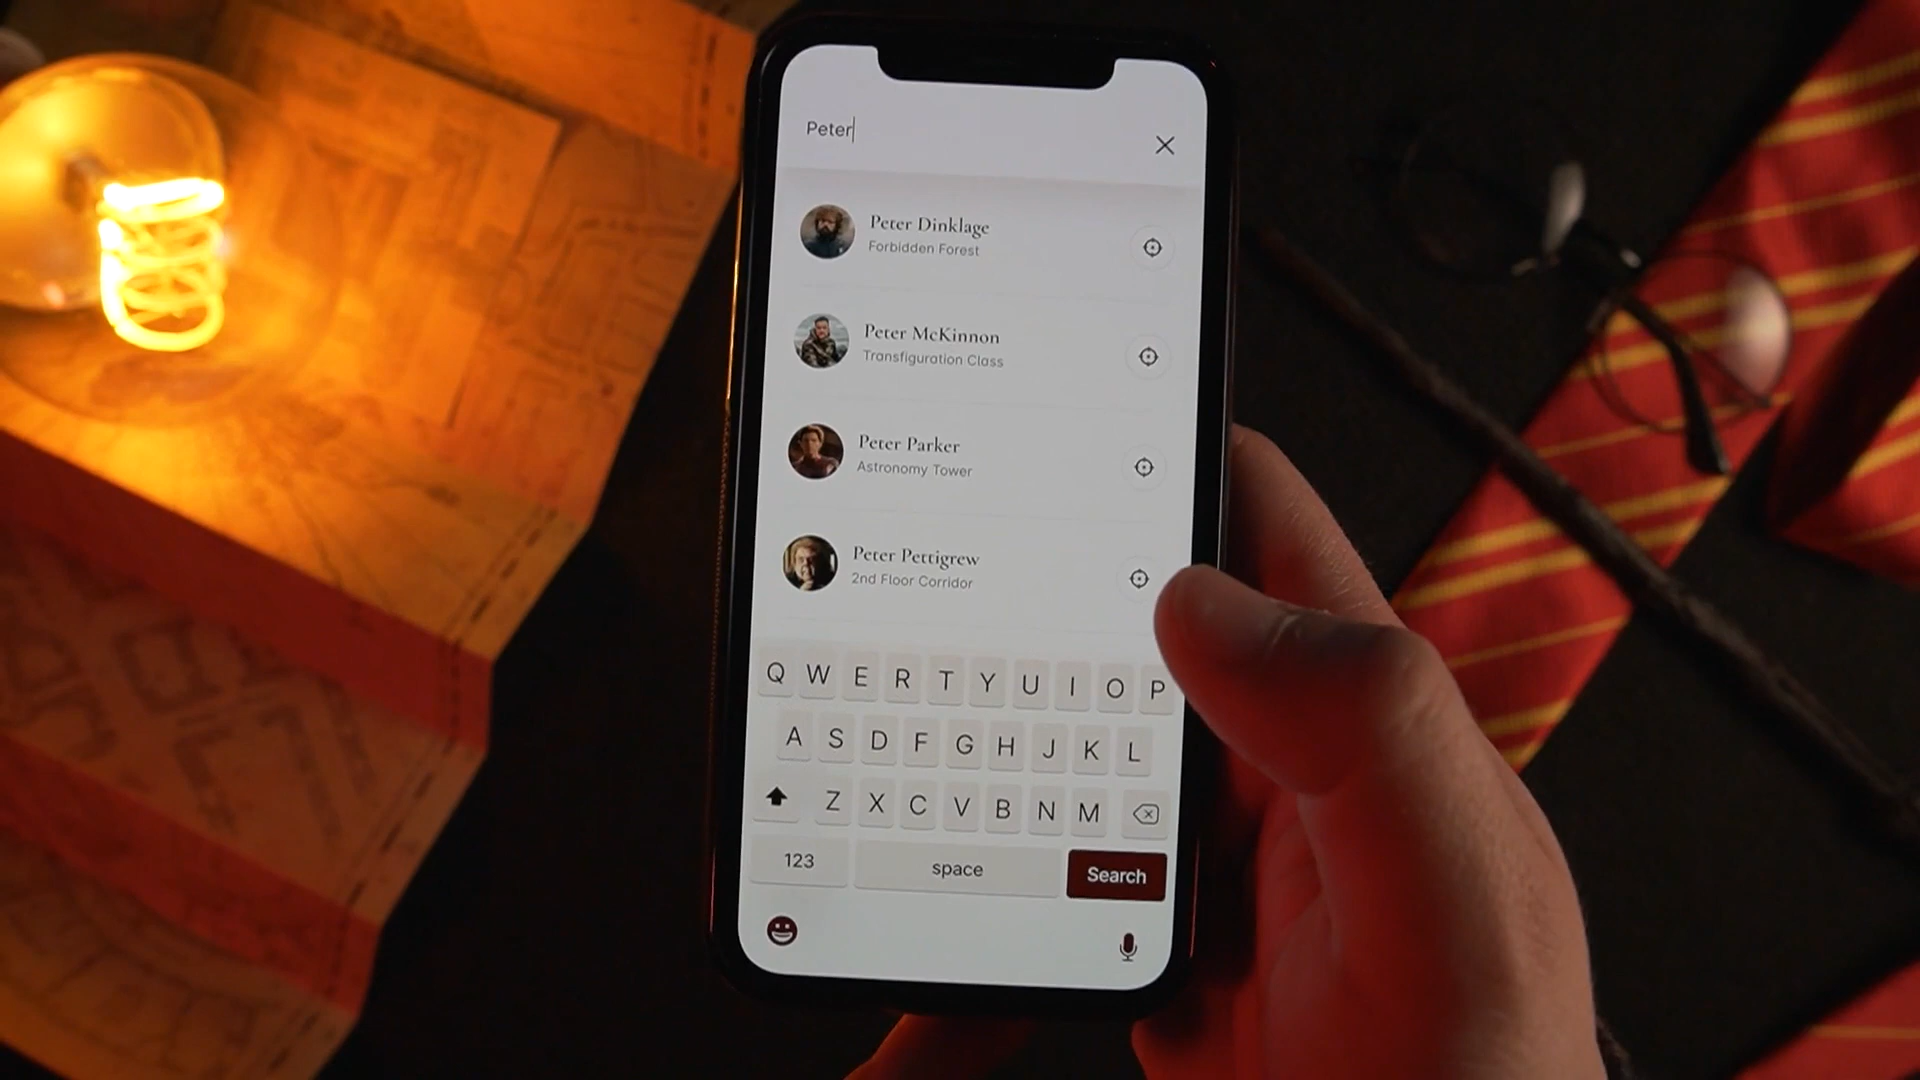 Peter
Peter Dinklage
Forbidden Forest
Peter McKinnon
Transfiguration Class
Peter Parker
Astronomy Tower
Peter Pettigrew
2nd Floor Corridor
Q W E R T Y U I O P
A S D F G H J K L
Z X C V B N M
123 space Search